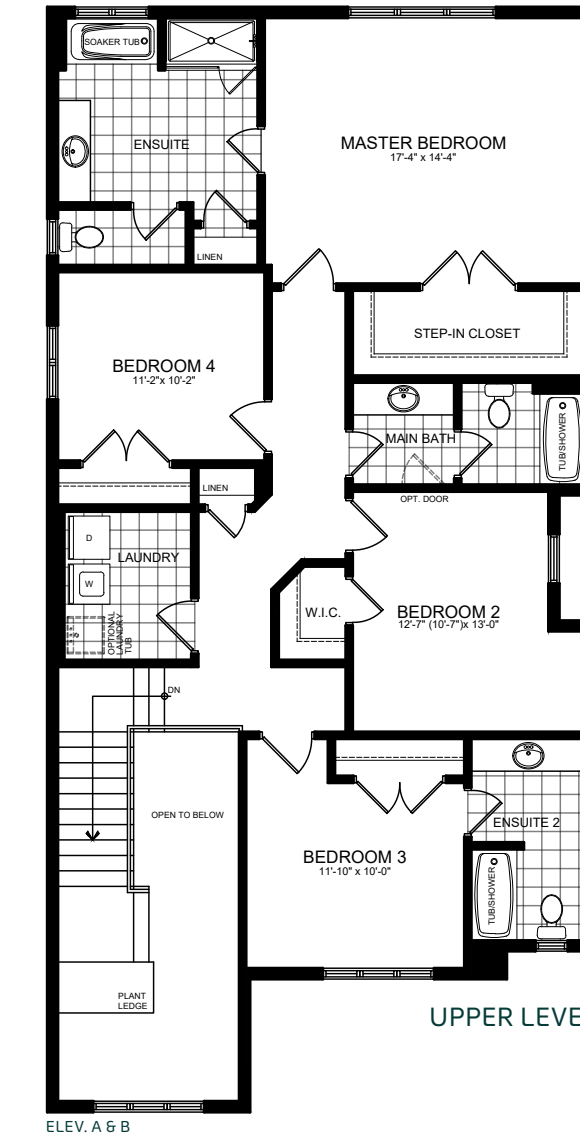 SOAKER TUB
ENSUITE
MASTER BEDROOM
17'-4" x 14'-4"
LINEN
STEP-IN CLOSET
BEDROOM 4
11'-2"x 10'-2"
MAIN BATH
TUB/SHOWER
LINEN
OPT. DOOR
D
LAUNDRY
W
OPTIONAL
LAUNDRY
TUB
W.I.C.
BEDROOM 2
12'-7" (10'-7")x 13'-0"
DN
OPEN TO BELOW
ENSUITE 2
BEDROOM 3
11'-10" x 10'-0"
TUB/SHOWER
PLANT
LEDGE
UPPER LEVE
ELEV. A & B